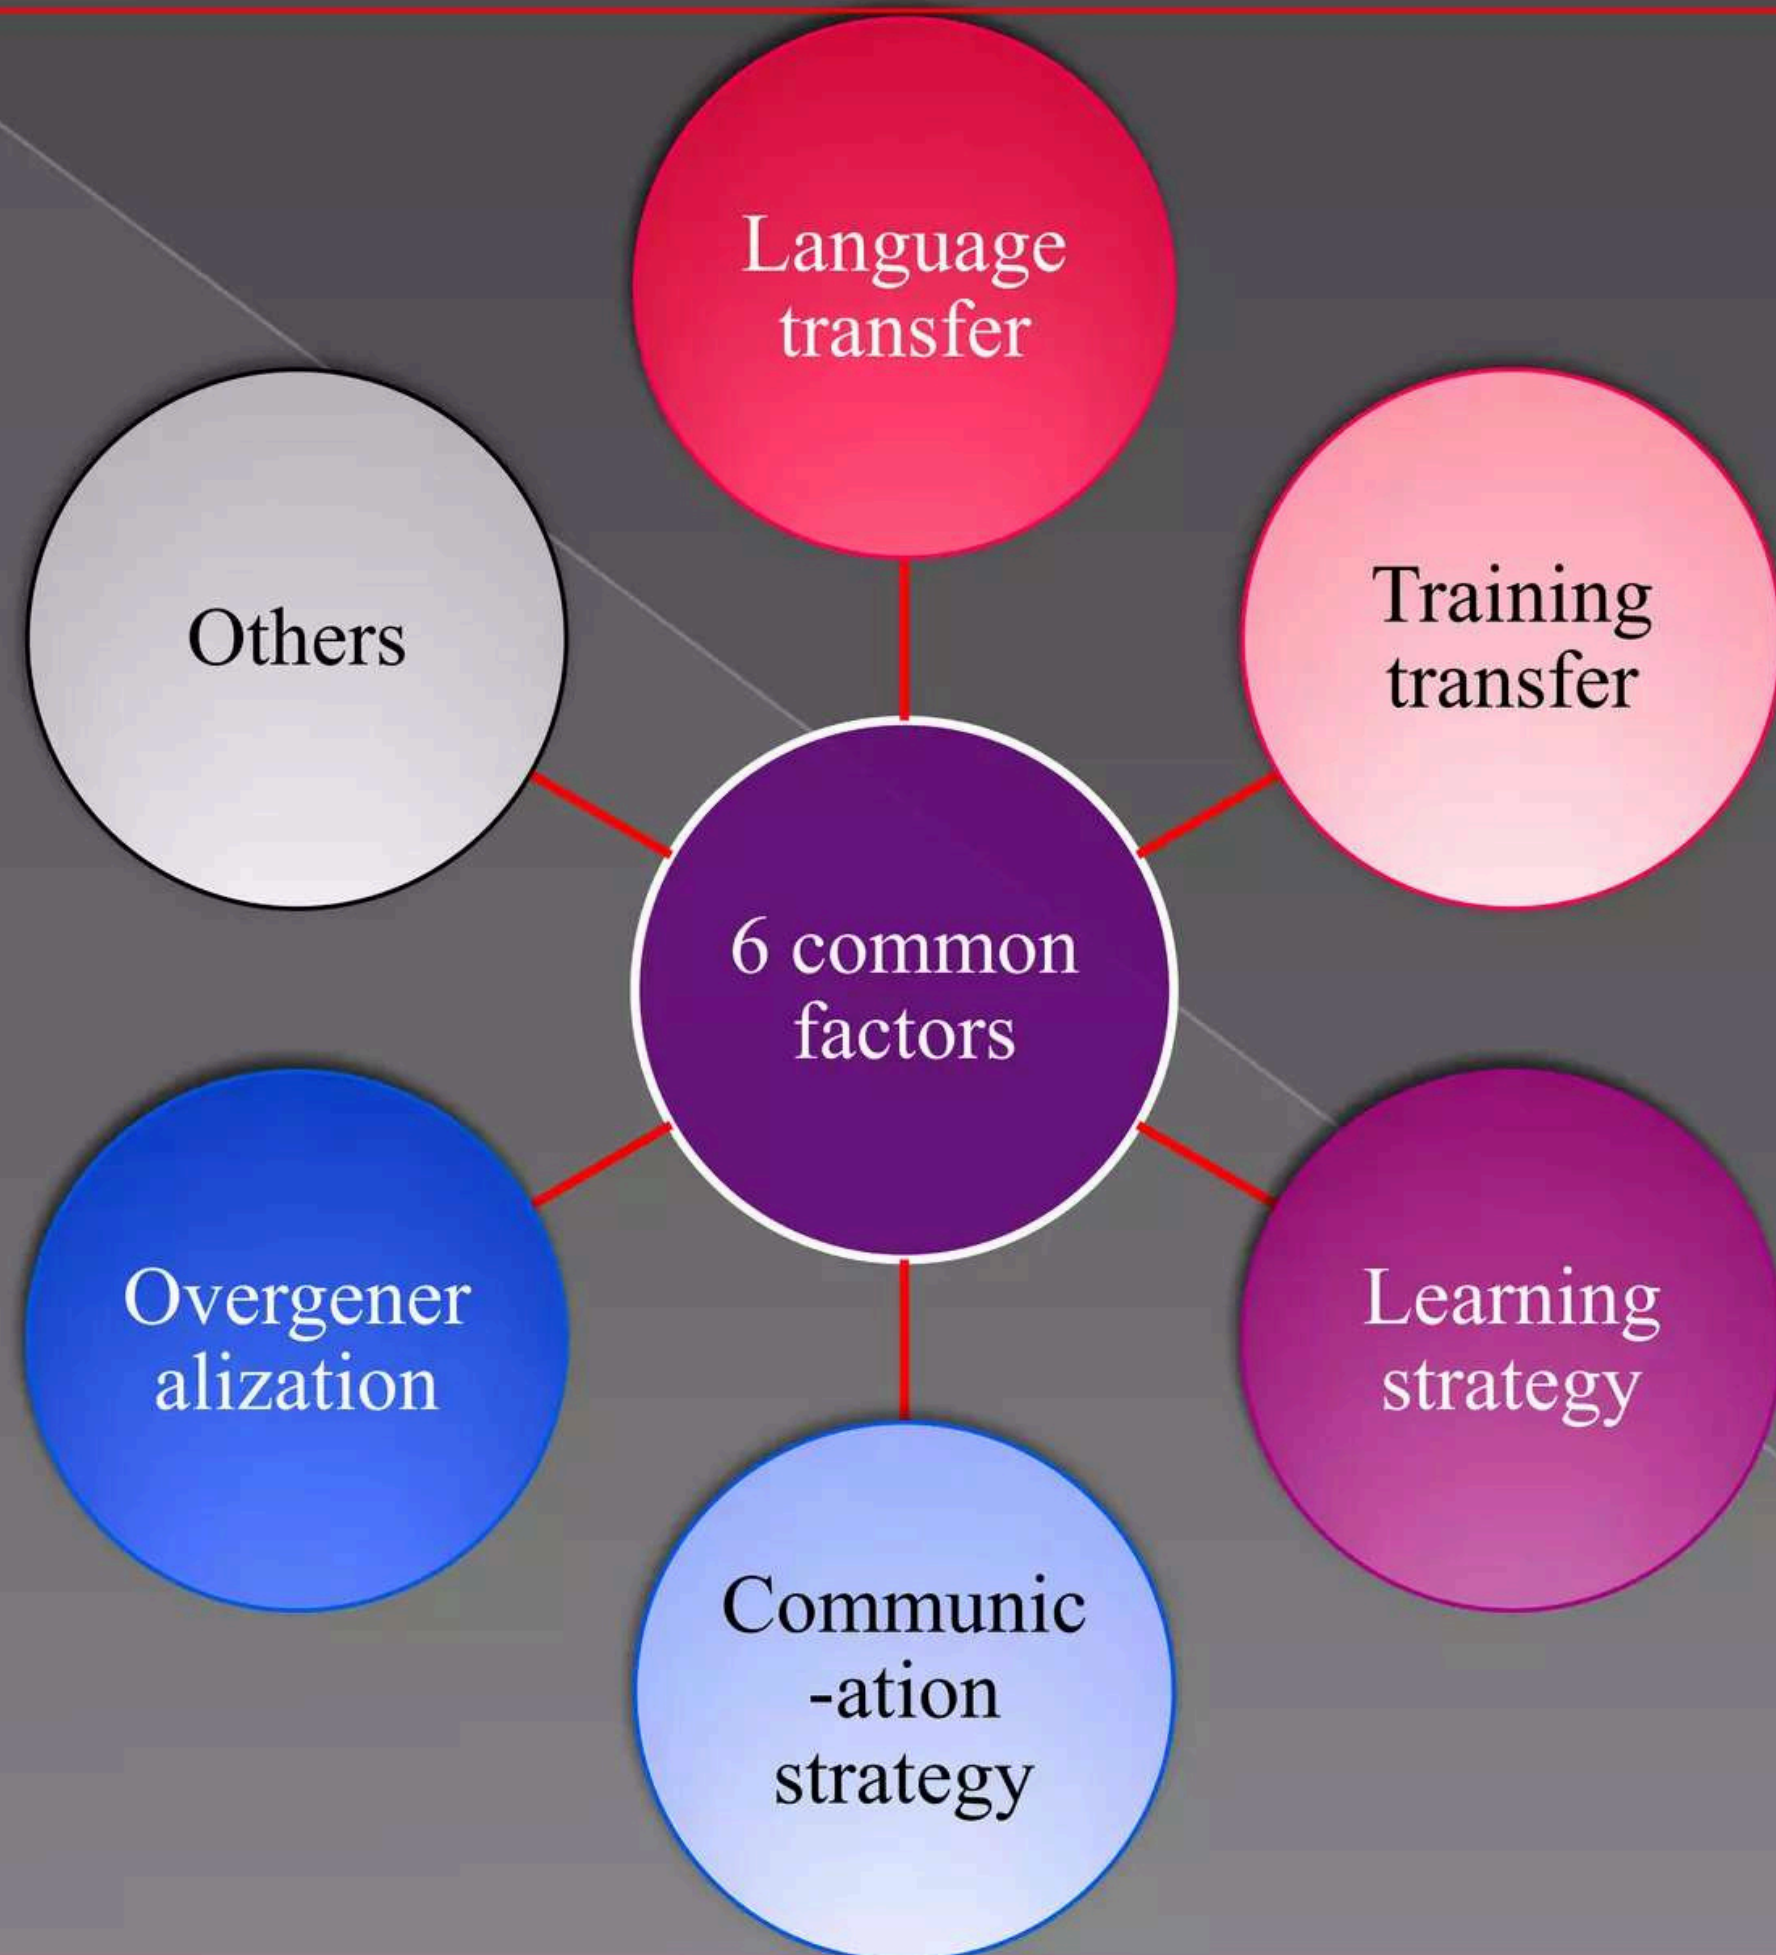 Language
transfer
Others
Training
transfer
6 common
factors
Overgener
alization
Learning
strategy
Communic
-ation
strategy